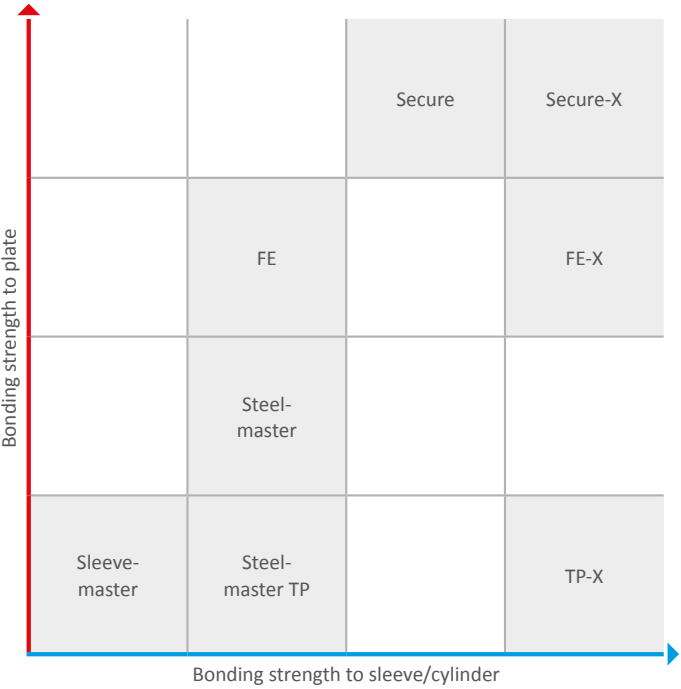 Secure
Secure-X
FE
FE-X
Steel-
master
Sleeve-
master
Steel-
master TP
TP-X
Bonding strength to plate
Bonding strength to sleeve/cylinder